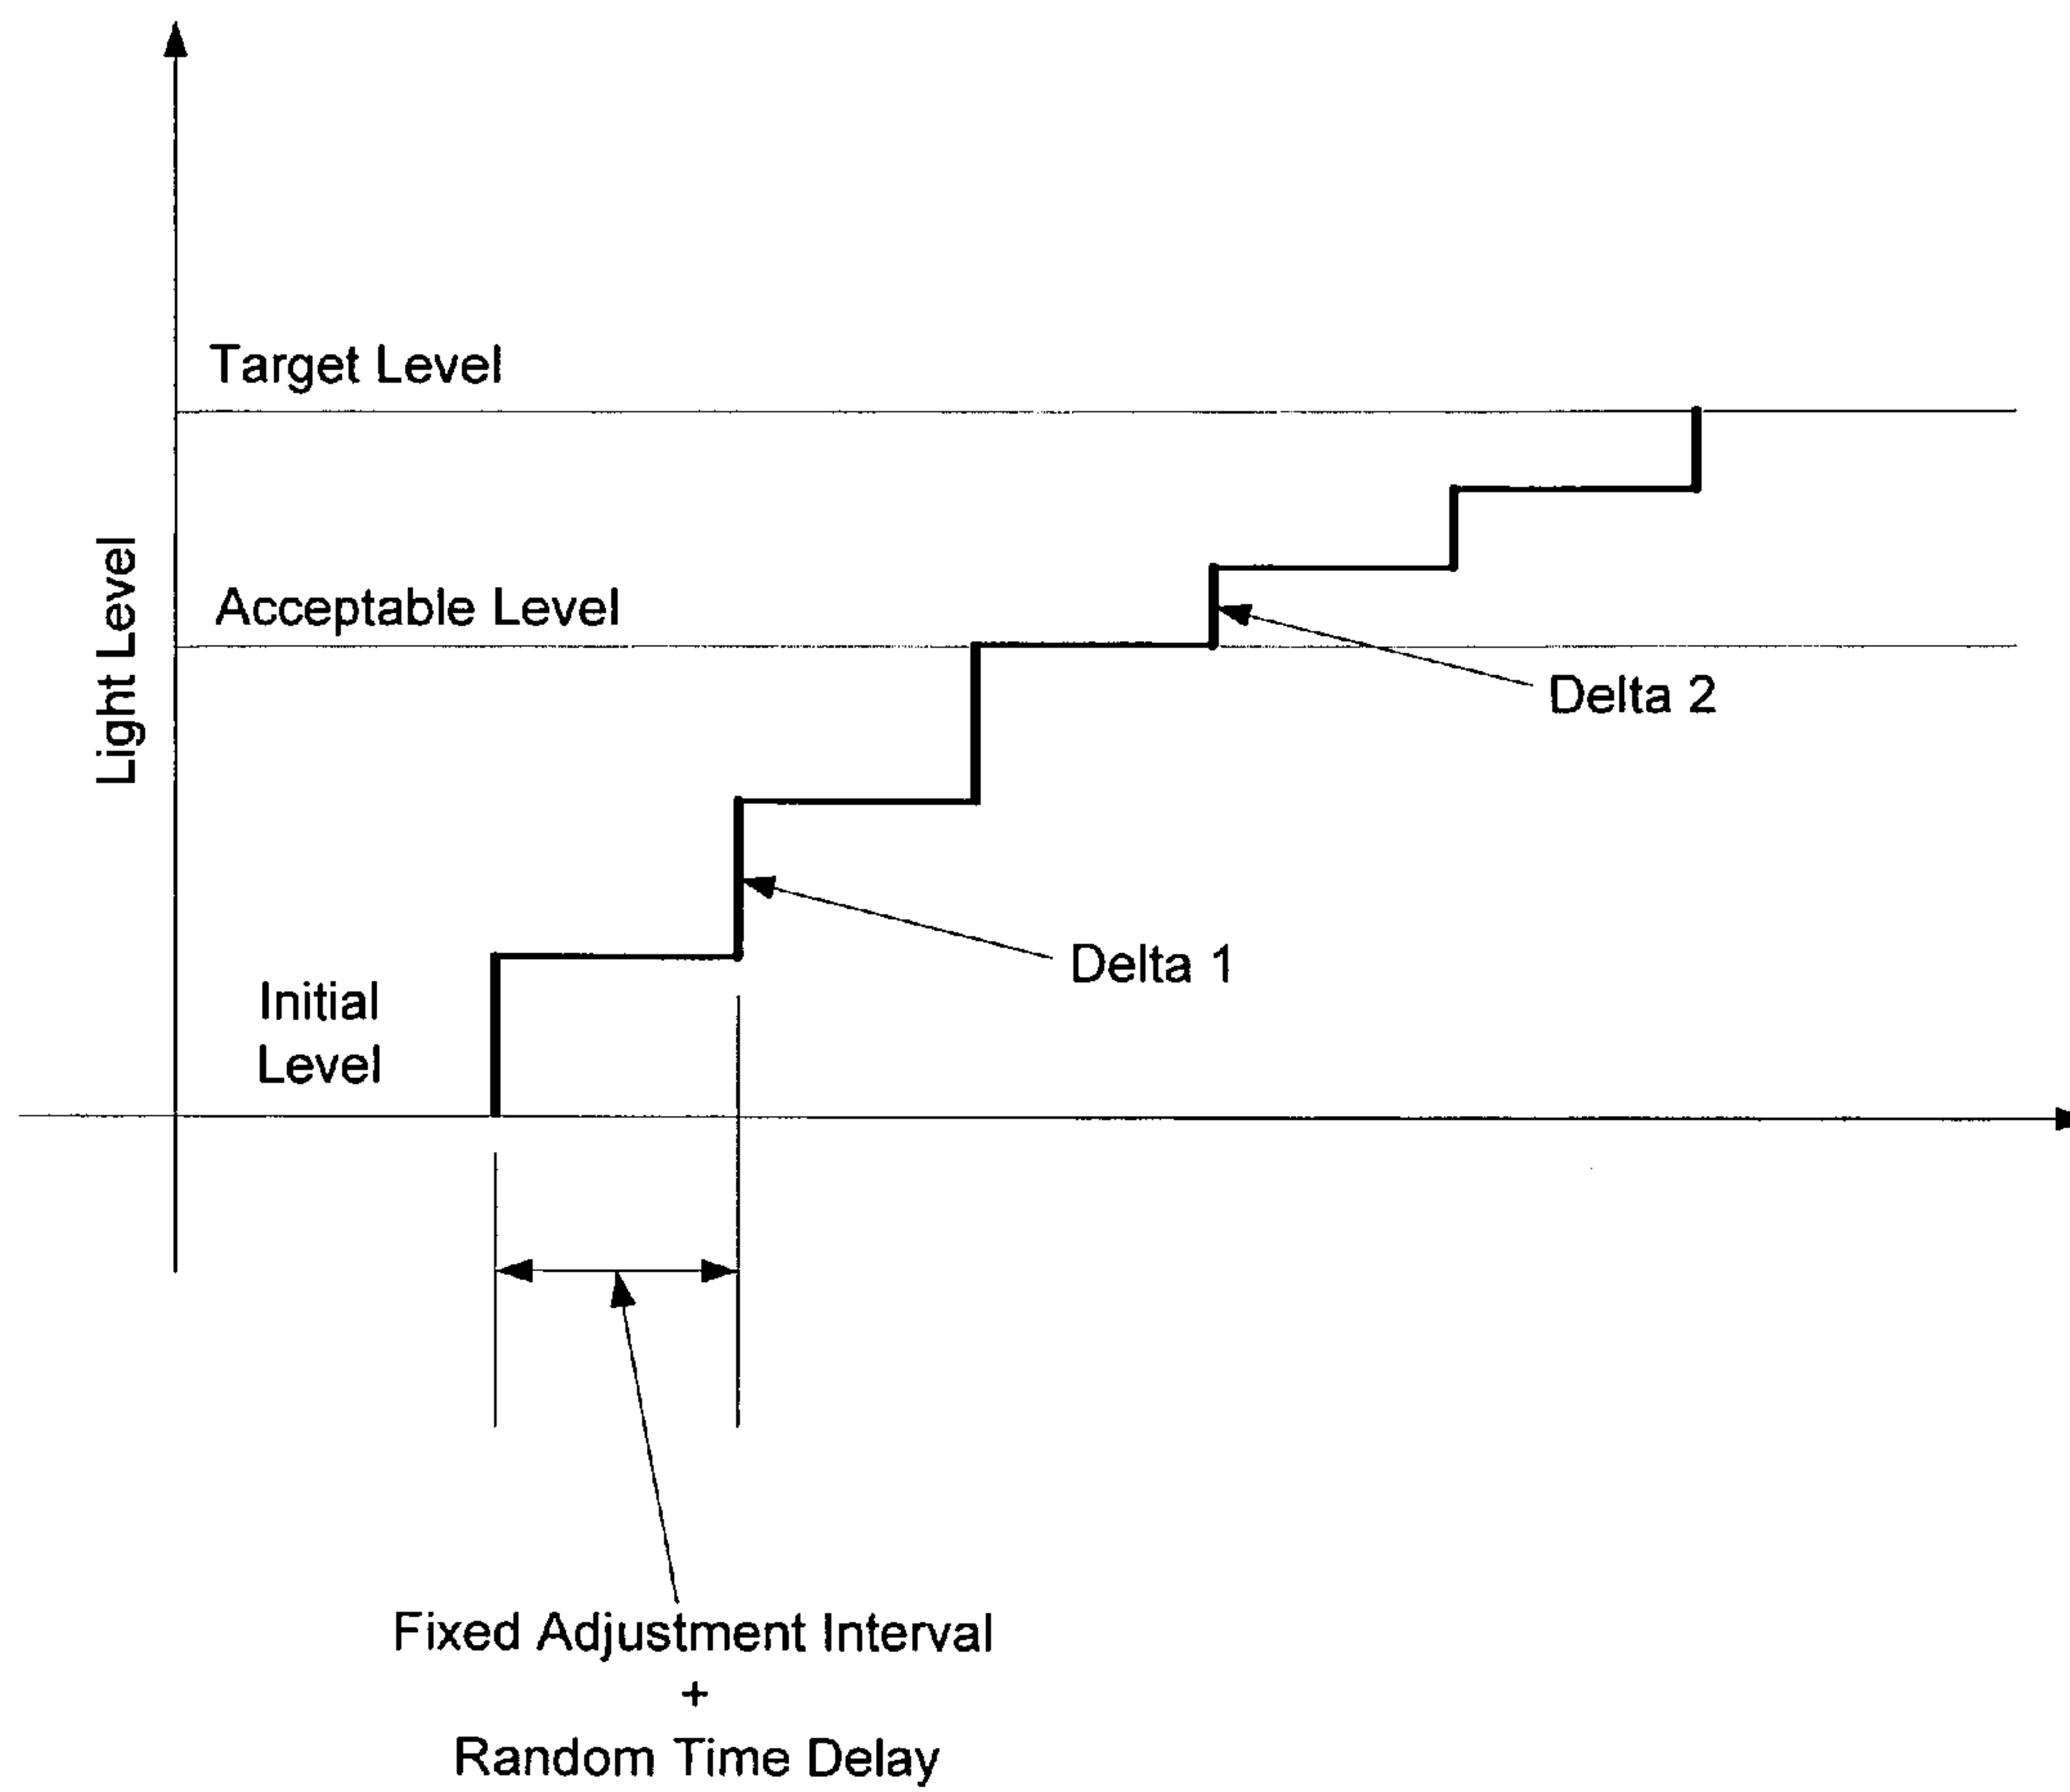 Target Level
Acceptable Level
Light Level
Delta 2
Delta 1
Initial
Level
Fixed Adjustment Interval
+
Random Time Delay